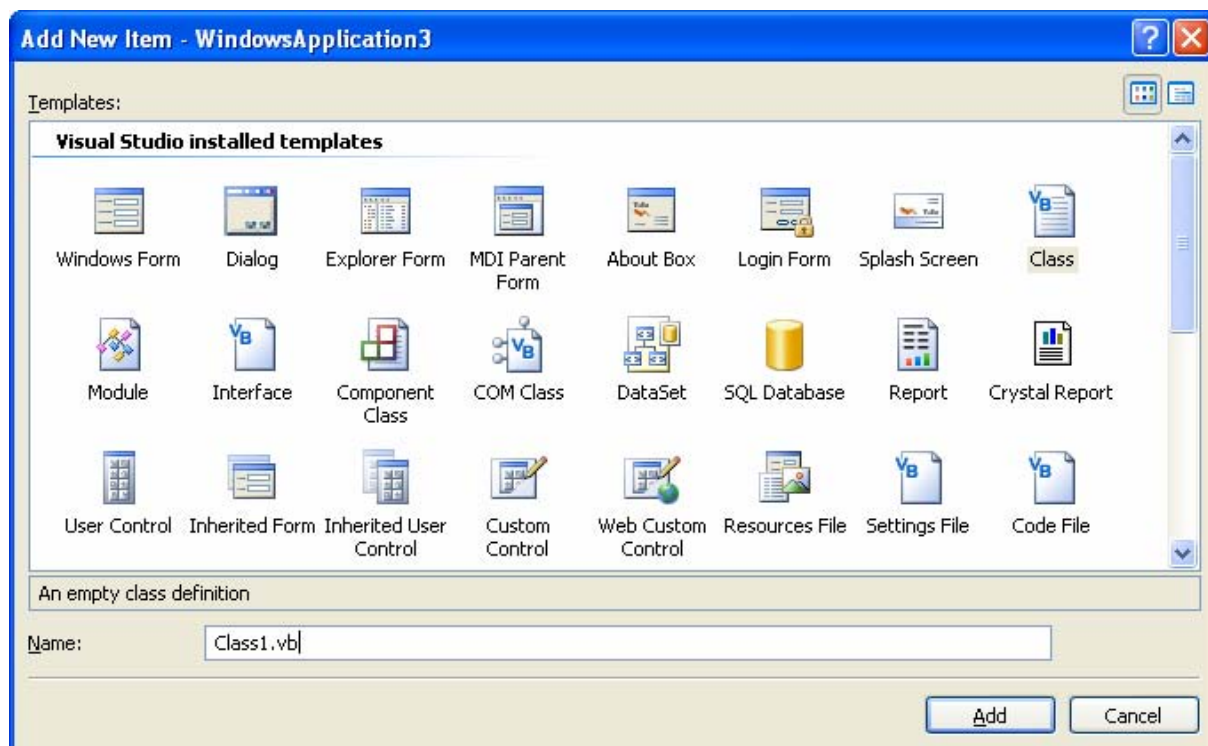 Add New Item - WindowsApplication3
Templates:
Visual Studio installed templates
Windows Form Dialog Explorer Form MDI Parent Form About Box Login Form Splash Screen Class
Module Interface Component Class COM Class DataSet SQL Database Report Crystal Report
User Control Inherited Form Inherited User Control Custom Control Web Custom Control Resources File Settings File Code File
An empty class definition
Name: Class1.vb
Add Cancel